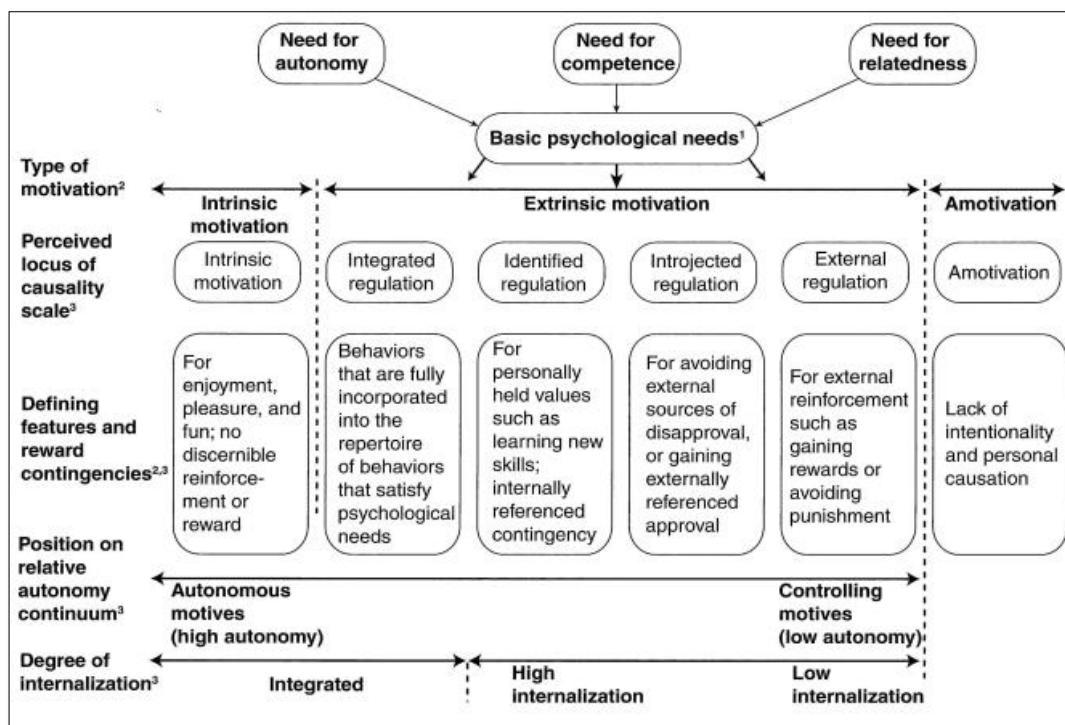 Need for
autonomy
Need for
competence
Need for
relatedness
Basic psychological needs¹
Type of
motivation²
Intrinsic
motivation
Extrinsic motivation
Amotivation
Perceived
locus of
causality
scale³
Intrinsic
motivation
Integrated
regulation
Identified
regulation
Introjected
regulation
External
regulation
Amotivation
Defining
features and
reward
contingencies²,³
For
enjoyment,
pleasure, and
fun; no
discernible
reinforce-
ment or
reward
Behaviors
that are fully
incorporated
into the
repertoire
of behaviors
that satisfy
psychological
needs
For
personally
held values
such as
learning new
skills;
internally
referenced
contingency
For avoiding
external
sources of
disapproval,
or gaining
externally
referenced
approval
For external
reinforcement
such as
gaining
rewards or
avoiding
punishment
Lack of
intentionality
and personal
causation
Position on
relative
autonomy
continuum³
Autonomous
motives
(high autonomy)
Controlling
motives
(low autonomy)
Degree of
internalization³
Integrated
High
internalization
Low
internalization